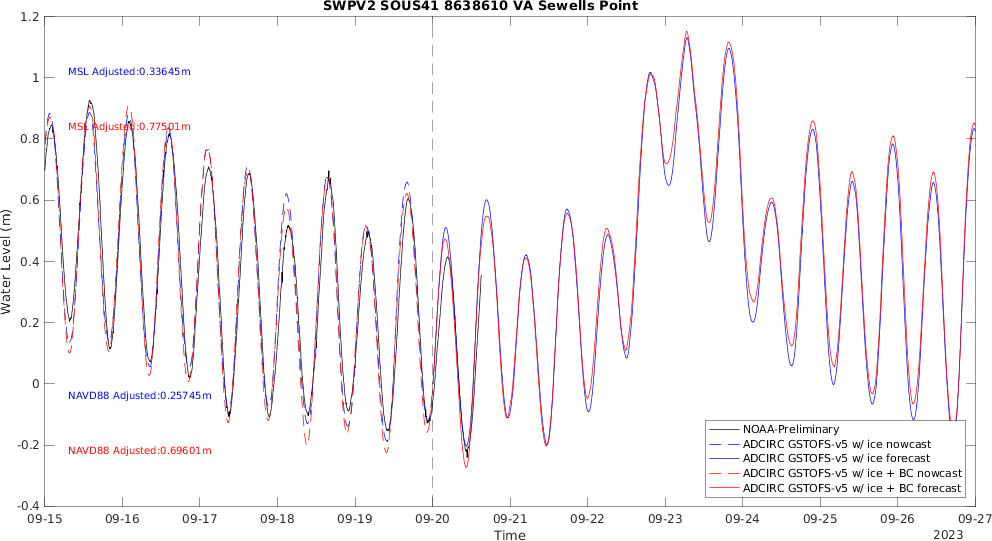 SWPV2 SOUS41 8638610 VA Sewells Point
1.2
1
0.8
0.6
0.4
0.2
0
-0.2
-0.4
Water Level (m)
MSL Adjusted:0.33645m
MSL Adjusted:0.77501m
NAVD88 Adjusted:0.25745m
NAVD88 Adjusted:0.69601m
NOAA-Preliminary
ADCIRC GSTOFS-v5 w/ ice nowcast
ADCIRC GSTOFS-v5 w/ ice forecast
ADCIRC GSTOFS-v5 w/ ice + BC nowcast
ADCIRC GSTOFS-v5 w/ ice + BC forecast
09-15 09-16 09-17 09-18 09-19 09-20 09-21 09-22 09-23 09-24 09-25 09-26 09-27
Time
2023